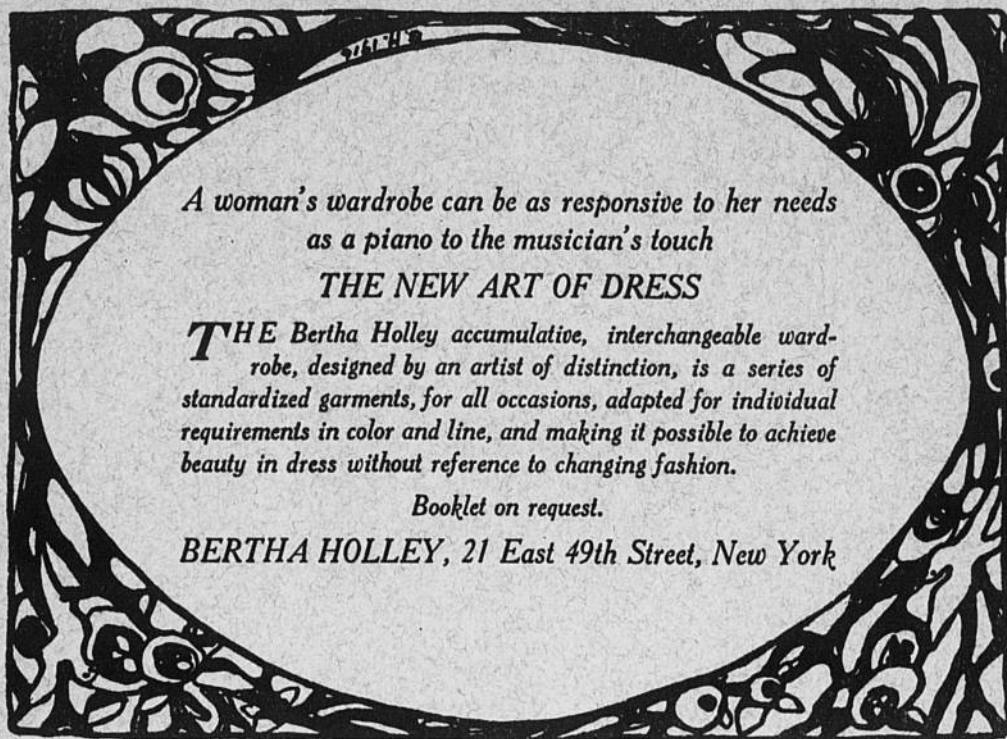 B.H. 1916
A woman's wardrobe can be as responsive to her needs
as a piano to the musician's touch
THE NEW ART OF DRESS
THE Bertha Holley accumulative, interchangeable ward-
robe, designed by an artist of distinction, is a series of
standardized garments, for all occasions, adapted for individual
requirements in color and line, and making it possible to achieve
beauty in dress without reference to changing fashion.
Booklet on request.
BERTHA HOLLEY, 21 East 49th Street, New York